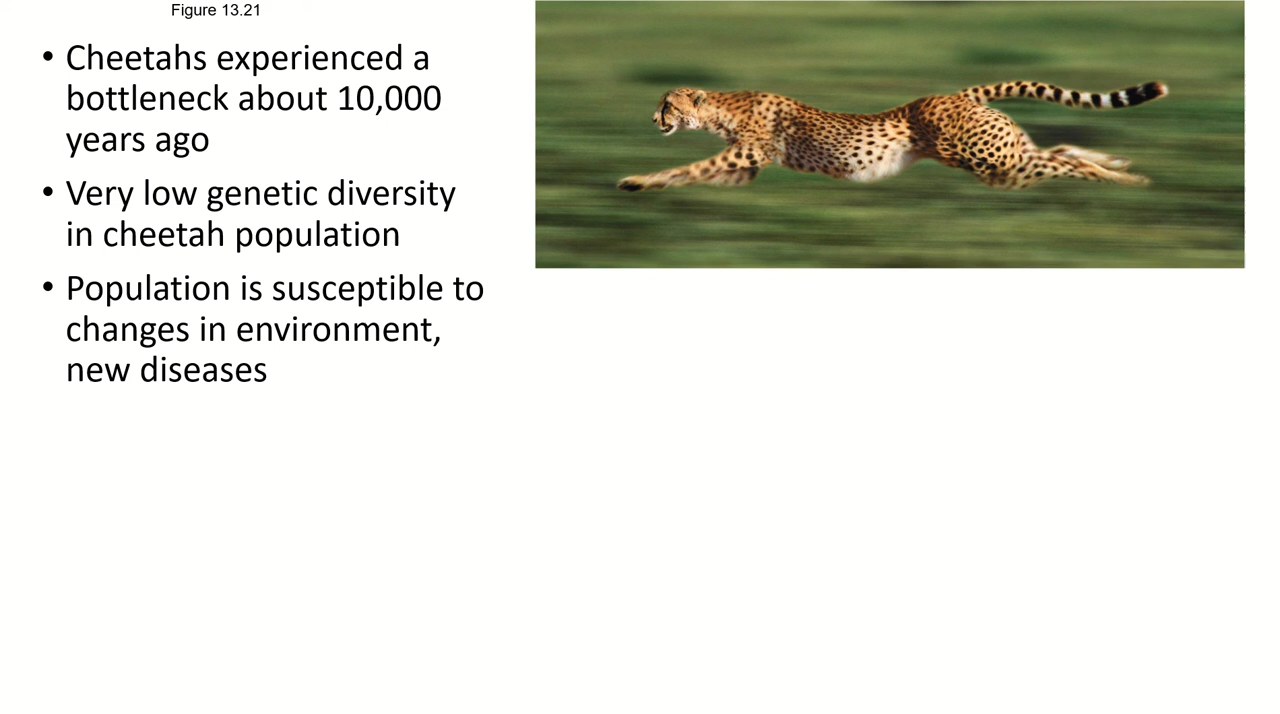 Figure 13.21
• Cheetahs experienced a
bottleneck about 10,000
years ago
• Very low genetic diversity
in cheetah population
• Population is susceptible to
changes in environment,
new diseases